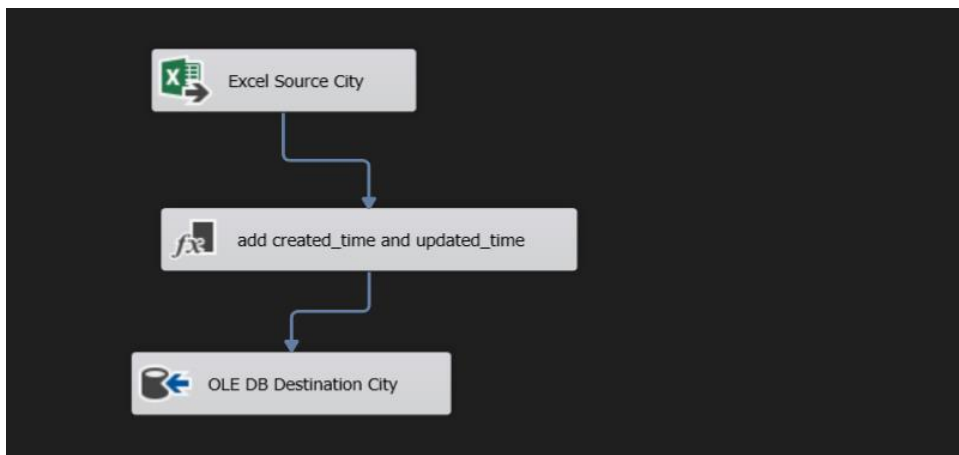 Excel Source City
add created_time and updated_time
OLE DB Destination City